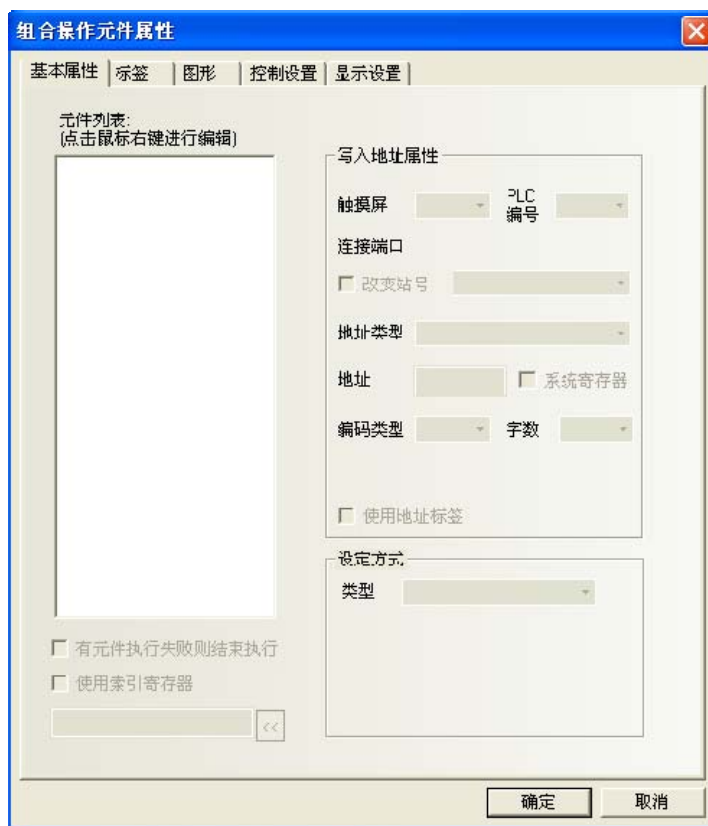 组合操作元件属性
基本属性 标签 图形 控制设置 显示设置
元件列表:
(点击鼠标右键进行编辑)
写入地址属性
触摸屏 PLC
编号
连接端口
改变站号
地址类型
地址 系统寄存器
编码类型 字数
使用地址标签
设定方式
类型
有元件执行失败则结束执行
使用索引寄存器
<<
确定 取消